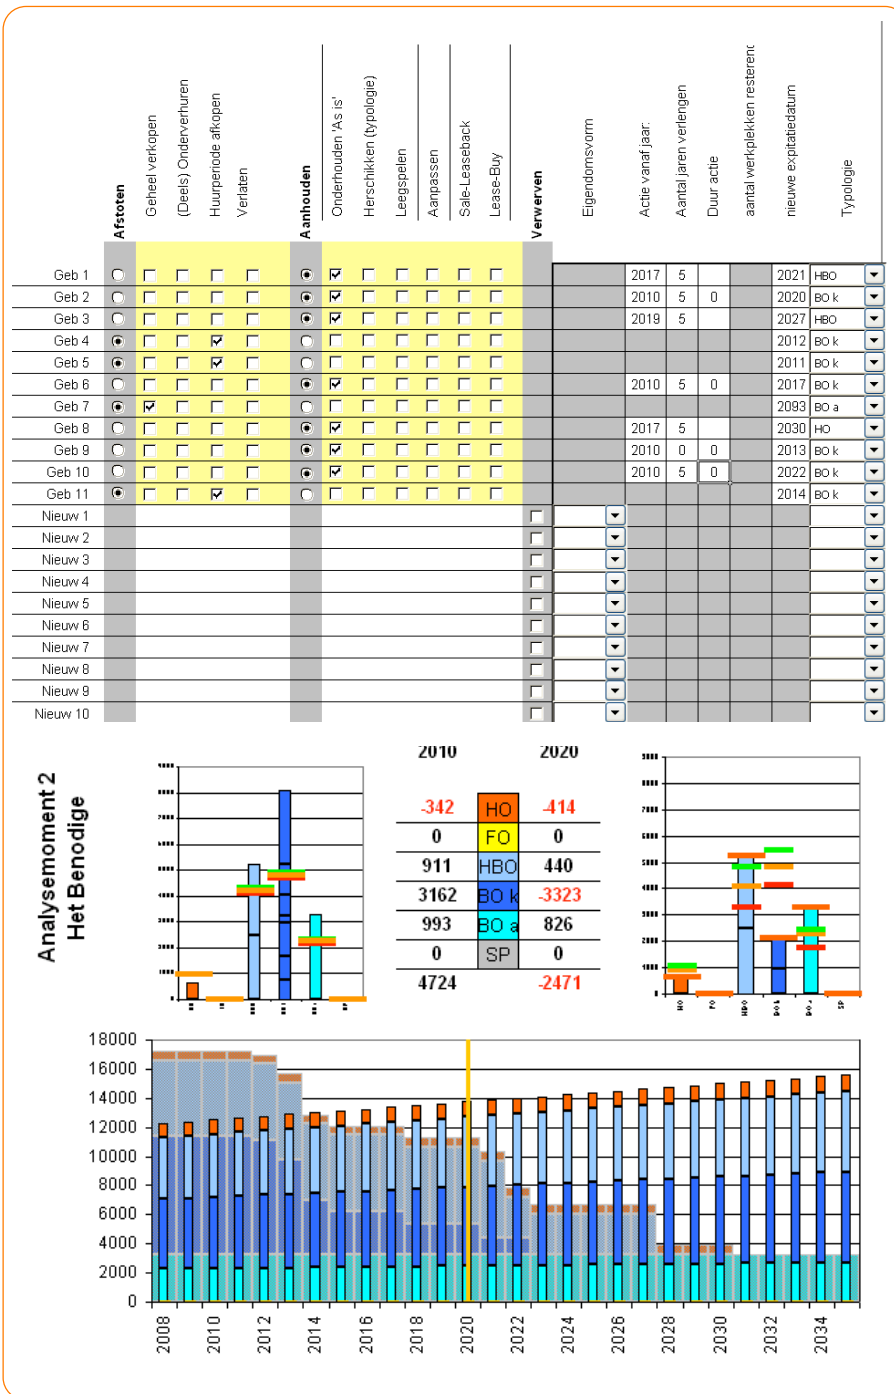 Afstoten
Geheel verkopen
(Deels) Onderverhuren
Huurperiode afkopen
Verlaten
Aanhouden
Onderhouden 'As is'
Herschikken (typologie)
Leegspelen
Aanpassen
Sale-Leaseback
Lease-Buy
Verwerven
Eigendomsvorm
Actie vanaf jaar:
Aantal jaren verlengen
Duur actie
aantal werkplekken resterend
nieuwe expitatiedatum
Typologie
Geb 1 2017 5 2021 HBO
Geb 2 2010 5 0 2020 BO k
Geb 3 2019 5 2027 HBO
Geb 4 2012 BO k
Geb 5 2011 BO k
Geb 6 2010 5 0 2017 BO k
Geb 7 2093 BO a
Geb 8 2017 5 2030 HO
Geb 9 2010 0 0 2013 BO k
Geb 10 2010 5 0 2022 BO k
Geb 11 2014 BO k
Nieuw 1
Nieuw 2
Nieuw 3
Nieuw 4
Nieuw 5
Nieuw 6
Nieuw 7
Nieuw 8
Nieuw 9
Nieuw 10
Analysemoment 2
Het Benodige
2010 2020
-342 HO -414
0 FO 0
911 HBO 440
3162 BO k -3323
993 BO a 826
0 SP 0
4724 -2471
HO FO HBO BO k BO a SP
18000
16000
14000
12000
10000
8000
6000
4000
2000
0
2008 2010 2012 2014 2016 2018 2020 2022 2024 2026 2028 2030 2032 2034